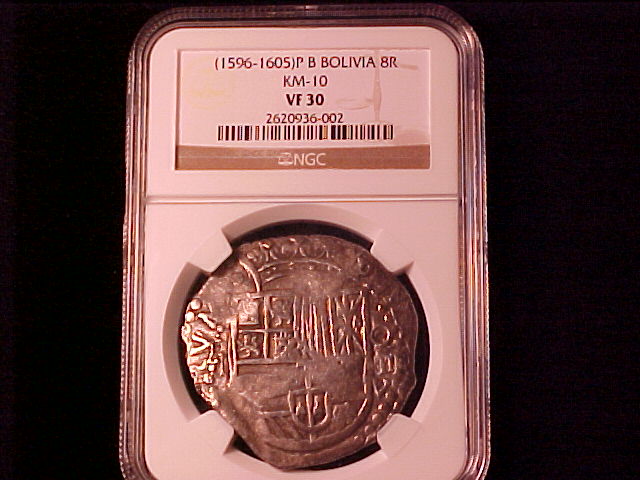 (1596-1605)P B BOLIVIA 8R
KM-10
VF 30
2620936-002
NGC